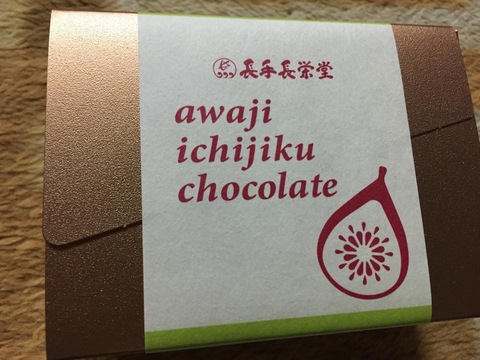 長手長栄堂
awaji
ichijiku
chocolate